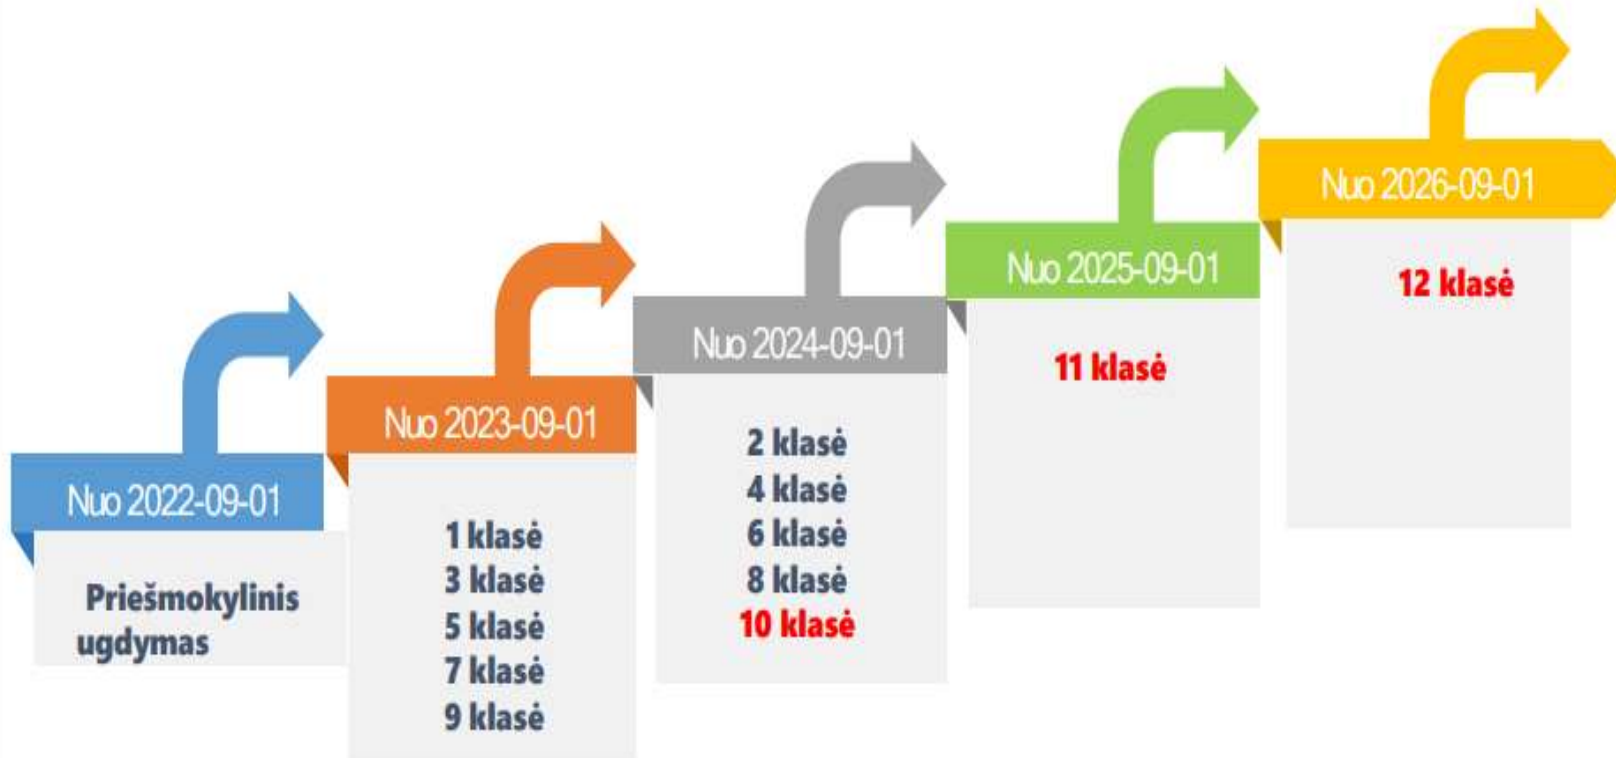 Nuo 2022-09-01
Priešmokylinis
ugdymas
Nuo 2023-09-01
1 klasė
3 klasė
5 klasė
7 klasė
9 klasė
Nuo 2024-09-01
2 klasė
4 klasė
6 klasė
8 klasė
10 klasė
Nuo 2025-09-01
11 klasė
Nuo 2026-09-01
12 klasė